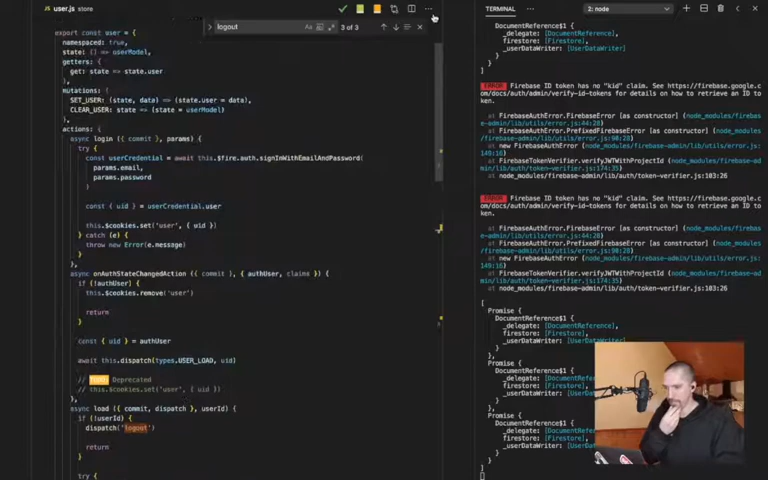 user.js store
logout
Aa
3 of 3
export const user = {
namespaced: true,
state: () => userModel,
getters: {
get: state => state.user
},
mutations: {
SET_USER: (state, data) => (state.user = data),
CLEAR_USER: state => (state = userModel)
},
actions: {
async login ({ commit }, params) {
try {
const userCredential = await this.$fire.auth.signInWithEmailAndPassword(
params.email,
params.password
)
const { uid } = userCredential.user
this.$cookies.set('user', { uid })
} catch (e) {
throw new Error(e.message)
}
},
async onAuthStateChangedAction ({ commit }, { authUser, claims }) {
if (!authUser) {
this.$cookies.remove('user')
return
}
const { uid } = authUser
await this.dispatch(types.USER_LOAD, uid)
// TODO: Deprecated
// this.$cookies.set('user', { uid })
},
async load ({ commit, dispatch }, userId) {
if (!userId) {
dispatch('logout')
return
}
try {
TERMINAL
2: node
DocumentReference$1 {
_delegate: [DocumentReference],
firestore: [Firestore],
_userDataWriter: [UserDataWriter]
}
}
]
ERROR Firebase ID token has no "kid" claim. See https://firebase.google.c
om/docs/auth/admin/verify-id-tokens for details on how to retrieve an ID to
ken.
at FirebaseAuthError.FirebaseError [as constructor] (node_modules/firebas
e-admin/lib/utils/error.js:44:28)
at FirebaseAuthError.PrefixedFirebaseError [as constructor] (node_modules
/firebase-admin/lib/utils/error.js:90:28)
at new FirebaseAuthError (node_modules/firebase-admin/lib/utils/error.js:
149:16)
at FirebaseTokenVerifier.verifyJWTWithProjectId (node_modules/firebase-ad
min/lib/auth/token-verifier.js:174:35)
at node_modules/firebase-admin/lib/auth/token-verifier.js:103:26
ERROR Firebase ID token has no "kid" claim. See https://firebase.google.c
om/docs/auth/admin/verify-id-tokens for details on how to retrieve an ID to
ken.
at FirebaseAuthError.FirebaseError [as constructor] (node_modules/firebas
e-admin/lib/utils/error.js:44:28)
at FirebaseAuthError.PrefixedFirebaseError [as constructor] (node_modules
/firebase-admin/lib/utils/error.js:90:28)
at new FirebaseAuthError (node_modules/firebase-admin/lib/utils/error.js:
149:16)
at FirebaseTokenVerifier.verifyJWTWithProjectId (node_modules/firebase-ad
min/lib/auth/token-verifier.js:174:35)
at node_modules/firebase-admin/lib/auth/token-verifier.js:103:26
[
Promise {
DocumentReference$1 {
_delegate: [DocumentReference],
firestore: [Firestore],
_userDataWriter: [UserDataWriter]
}
},
Promise {
DocumentReference$1 {
_delegate:
firestore:
_userDataWriter
}
},
Promise {
DocumentReference$1
_delegate:
firestore:
_userDataWriter
}
}
]